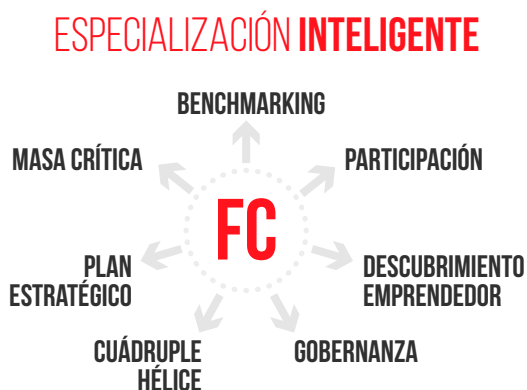 ESPECIALIZACIÓN INTELIGENTE
BENCHMARKING
MASA CRÍTICA
PARTICIPACIÓN
FC
PLAN
ESTRATÉGICO
DESCUBRIMIENTO
EMPRENDEDOR
CUÁDRUPLE
HÉLICE
GOBERNANZA